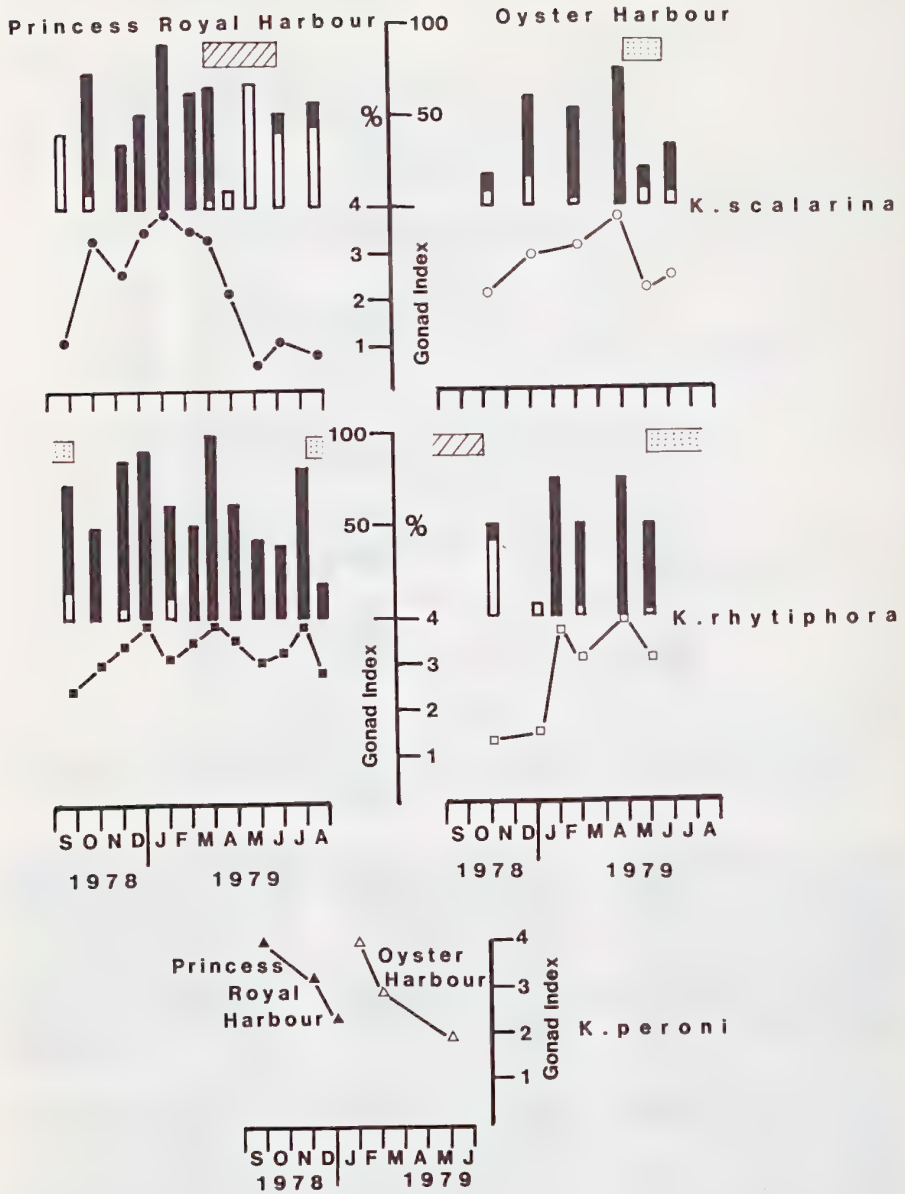 Princess Royal Harbour
Oyster Harbour
100
% 50
K.scalarina
4
3
2
1
Gonad Index
100
50 %
K.rhytiphora
4
3
2
1
Gonad Index
S O N D J F M A M J J A
1978 1979
S O N D J F M A M J J A
1978 1979
Princess
Royal
Harbour
Oyster
Harbour
4
3
2
1
Gonad Index
K.peroni
S O N D J F M A M J
1978 1979